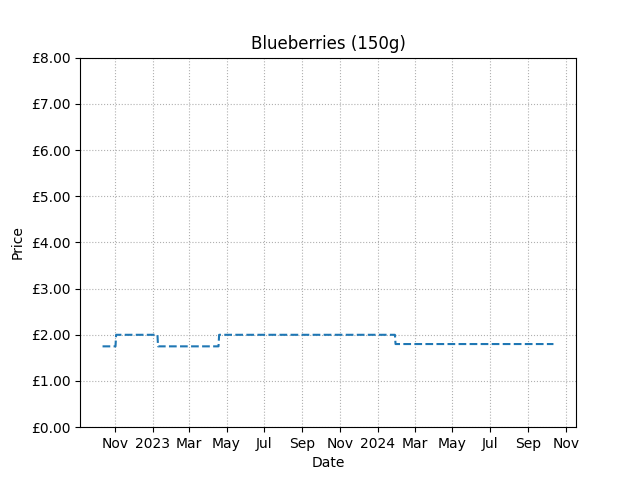 Blueberries (150g)
£8.00
£7.00
£6.00
£5.00
£4.00
£3.00
£2.00
£1.00
£0.00
Price
Nov 2023 Mar May Jul Sep Nov 2024 Mar May Jul Sep Nov
Date